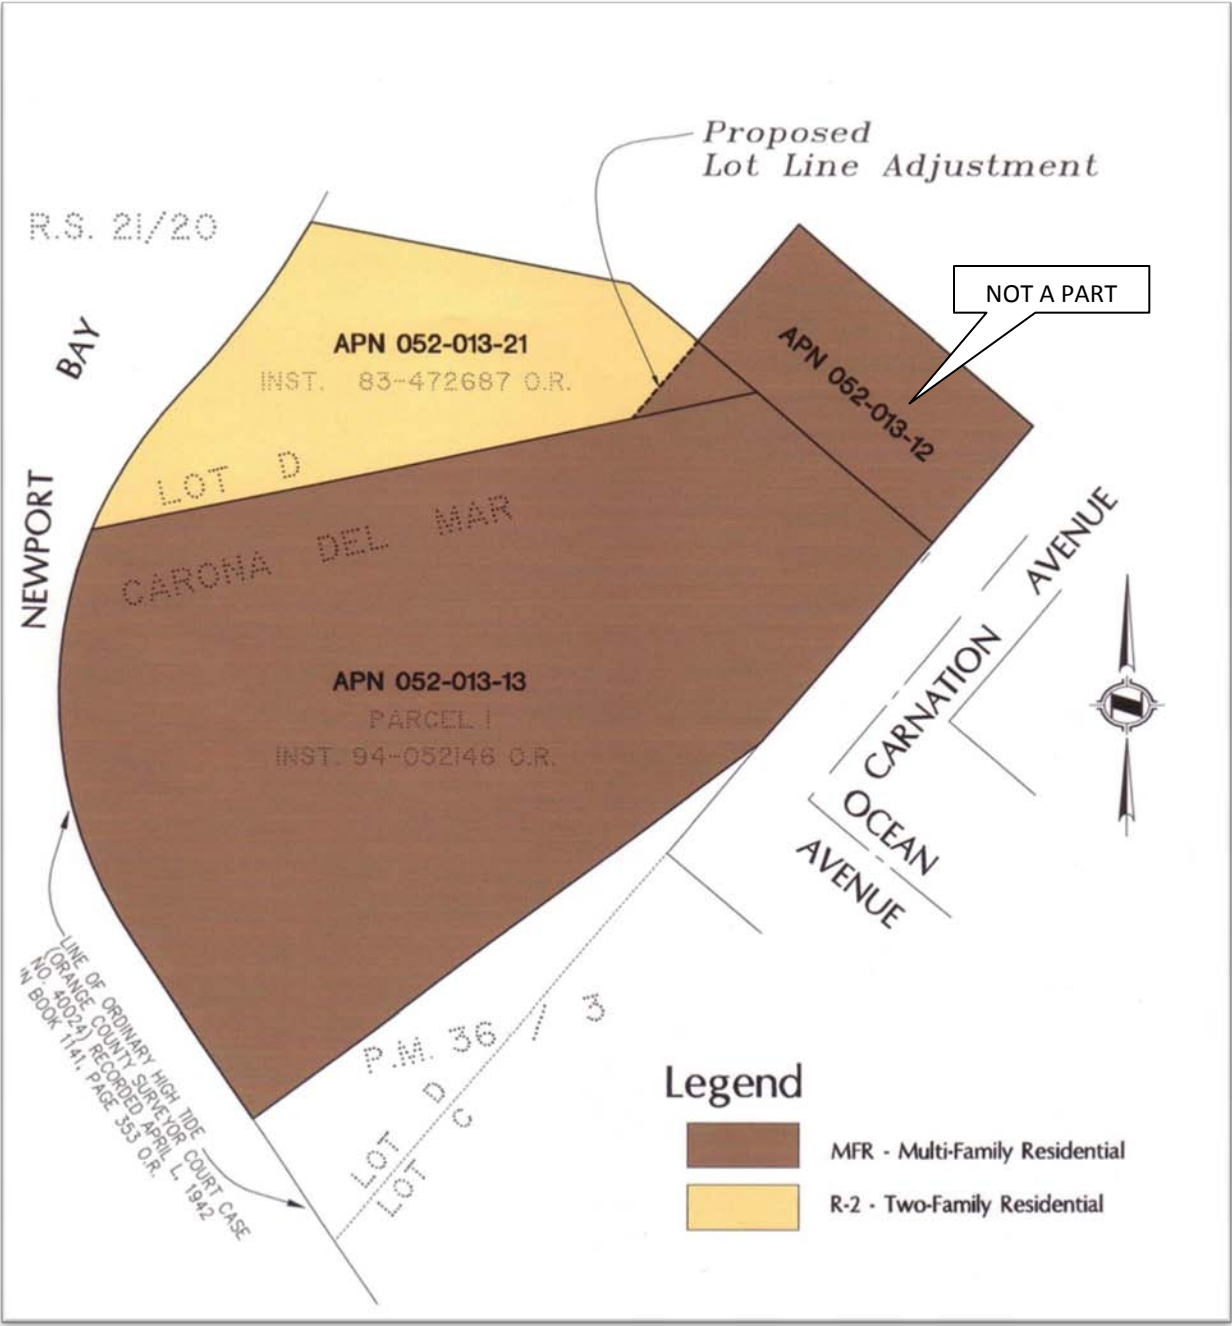 Proposed
Lot Line Adjustment
R.S. 21/20
NOT A PART
BAY
APN 052-013-21
INST. 83-472687 O.R.
APN 052-013-12
LOT D
NEWPORT
CARONA DEL MAR
AVENUE
CARNATION
APN 052-013-13
PARCEL 1
INST. 94-052146 O.R.
OCEAN
AVENUE
LINE OF ORDINARY HIGH TIDE
(ORANGE COUNTY SURVEYOR COURT CASE
NO. 40024) RECORDED APRIL L, 1942
IN BOOK 1141, PAGE 353 O.R.
P.M. 36 / 3
LOT D
LOT C
Legend
MFR - Multi-Family Residential
R-2 - Two-Family Residential